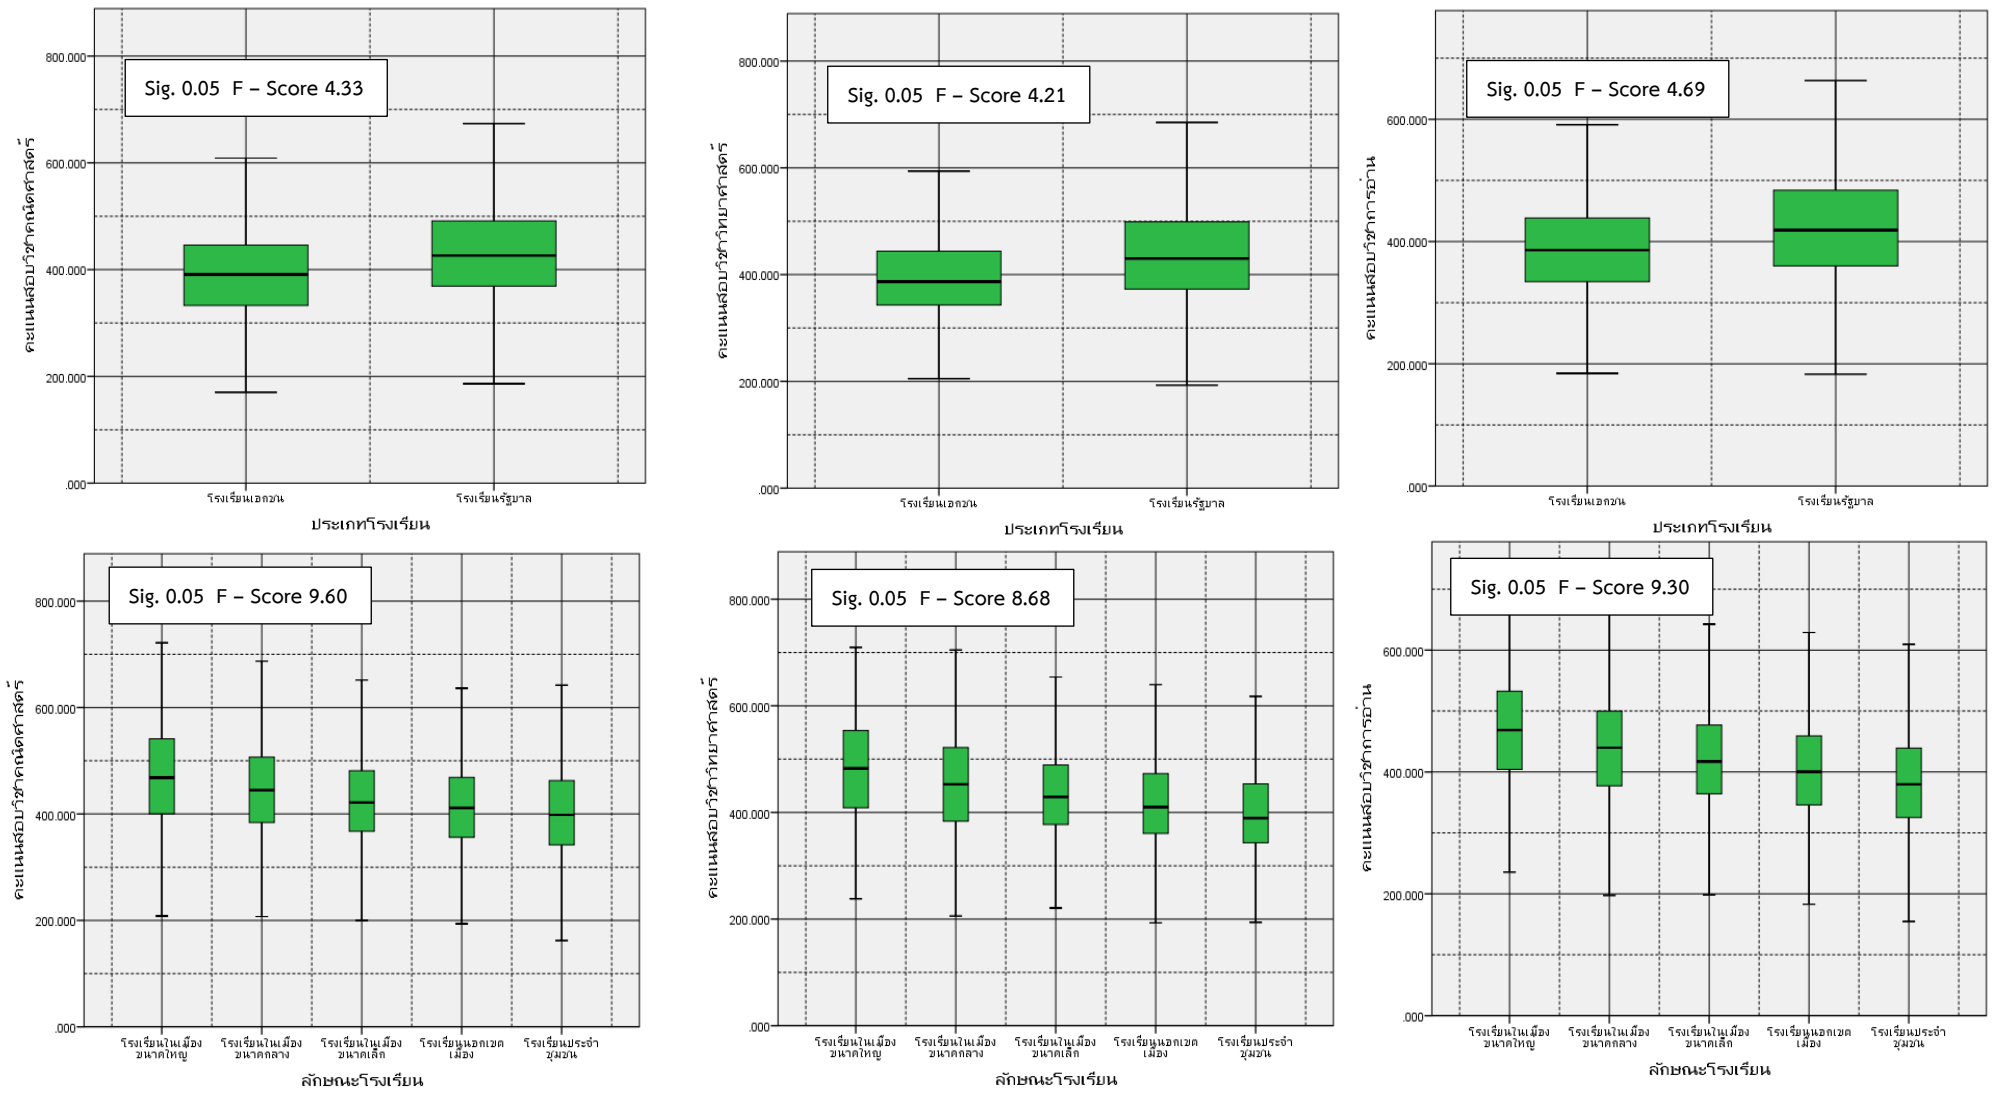 800.000
600.000
400.000
200.000
.000
คะแนนสอบวิชาคณิตศาสตร์
Sig. 0.05 F – Score 4.33
โรงเรียนเอกชน
โรงเรียนรัฐบาล
ประเภทโรงเรียน
800.000
600.000
400.000
200.000
.000
คะแนนสอบวิชาวิทยาศาสตร์
Sig. 0.05 F – Score 4.21
โรงเรียนเอกชน
โรงเรียนรัฐบาล
ประเภทโรงเรียน
600.000
400.000
200.000
.000
คะแนนสอบวิชาการอ่าน
Sig. 0.05 F – Score 4.69
โรงเรียนเอกชน
โรงเรียนรัฐบาล
ประเภทโรงเรียน
800.000
600.000
400.000
200.000
.000
คะแนนสอบวิชาคณิตศาสตร์
Sig. 0.05 F – Score 9.60
โรงเรียนในเมือง
ขนาดใหญ่
โรงเรียนในเมือง
ขนาดกลาง
โรงเรียนในเมือง
ขนาดเล็ก
โรงเรียนนอกเขต
เมือง
โรงเรียนประจำ
ชุมชน
ลักษณะโรงเรียน
800.000
600.000
400.000
200.000
.000
คะแนนสอบวิชาวิทยาศาสตร์
Sig. 0.05 F – Score 8.68
โรงเรียนในเมือง
ขนาดใหญ่
โรงเรียนในเมือง
ขนาดกลาง
โรงเรียนในเมือง
ขนาดเล็ก
โรงเรียนนอกเขต
เมือง
โรงเรียนประจำ
ชุมชน
ลักษณะโรงเรียน
600.000
400.000
200.000
.000
คะแนนสอบวิชาการอ่าน
Sig. 0.05 F – Score 9.30
โรงเรียนในเมือง
ขนาดใหญ่
โรงเรียนในเมือง
ขนาดกลาง
โรงเรียนในเมือง
ขนาดเล็ก
โรงเรียนนอกเขต
เมือง
โรงเรียนประจำ
ชุมชน
ลักษณะโรงเรียน